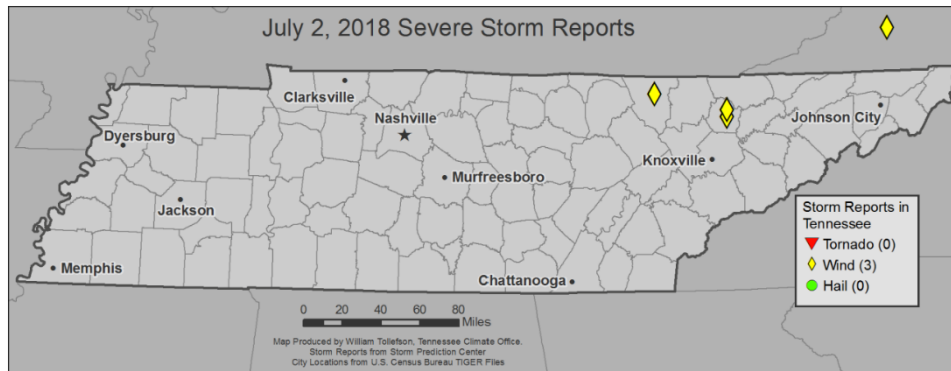 July 2, 2018 Severe Storm Reports
Clarksville
Nashville
Dyersburg
Johnson City
Knoxville
Murfreesboro
Jackson
Storm Reports in
Tennessee
Tornado (0)
Wind (3)
Hail (0)
Memphis
Chattanooga
0 20 40 60 80
Miles
Map Produced by William Tollefson, Tennessee Climate Office.
Storm Reports from Storm Prediction Center
City Locations from U.S. Census Bureau TIGER Files